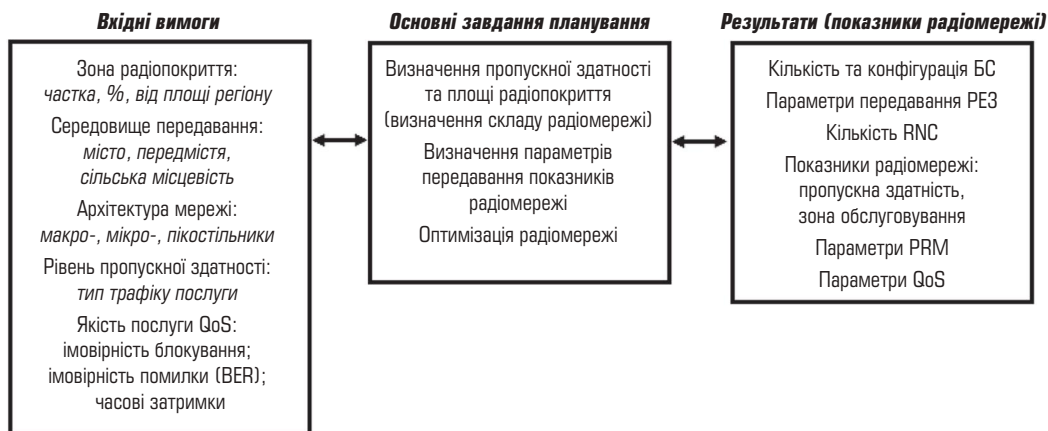 Вхідні вимоги
Зона радіопокриття:
частка, %, від площі регіону
Середовище передавання:
місто, передмістя,
сільська місцевість
Архітектура мережі:
макро-, мікро-, пікостільники
Рівень пропускної здатності:
тип трафіку послуги
Якість послуги QoS:
імовірність блокування;
імовірність помилки (BER);
часові затримки
Основні завдання планування
Визначення пропускної здатності
та площі радіопокриття
(визначення складу радіомережі)
Визначення параметрів
передавання показників
радіомережі
Оптимізація радіомережі
Результати (показники радіомережі)
Кількість та конфігурація БС
Параметри передавання РЕЗ
Кількість RNC
Показники радіомережі:
пропускна здатність,
зона обслуговування
Параметри PRM
Параметри QoS